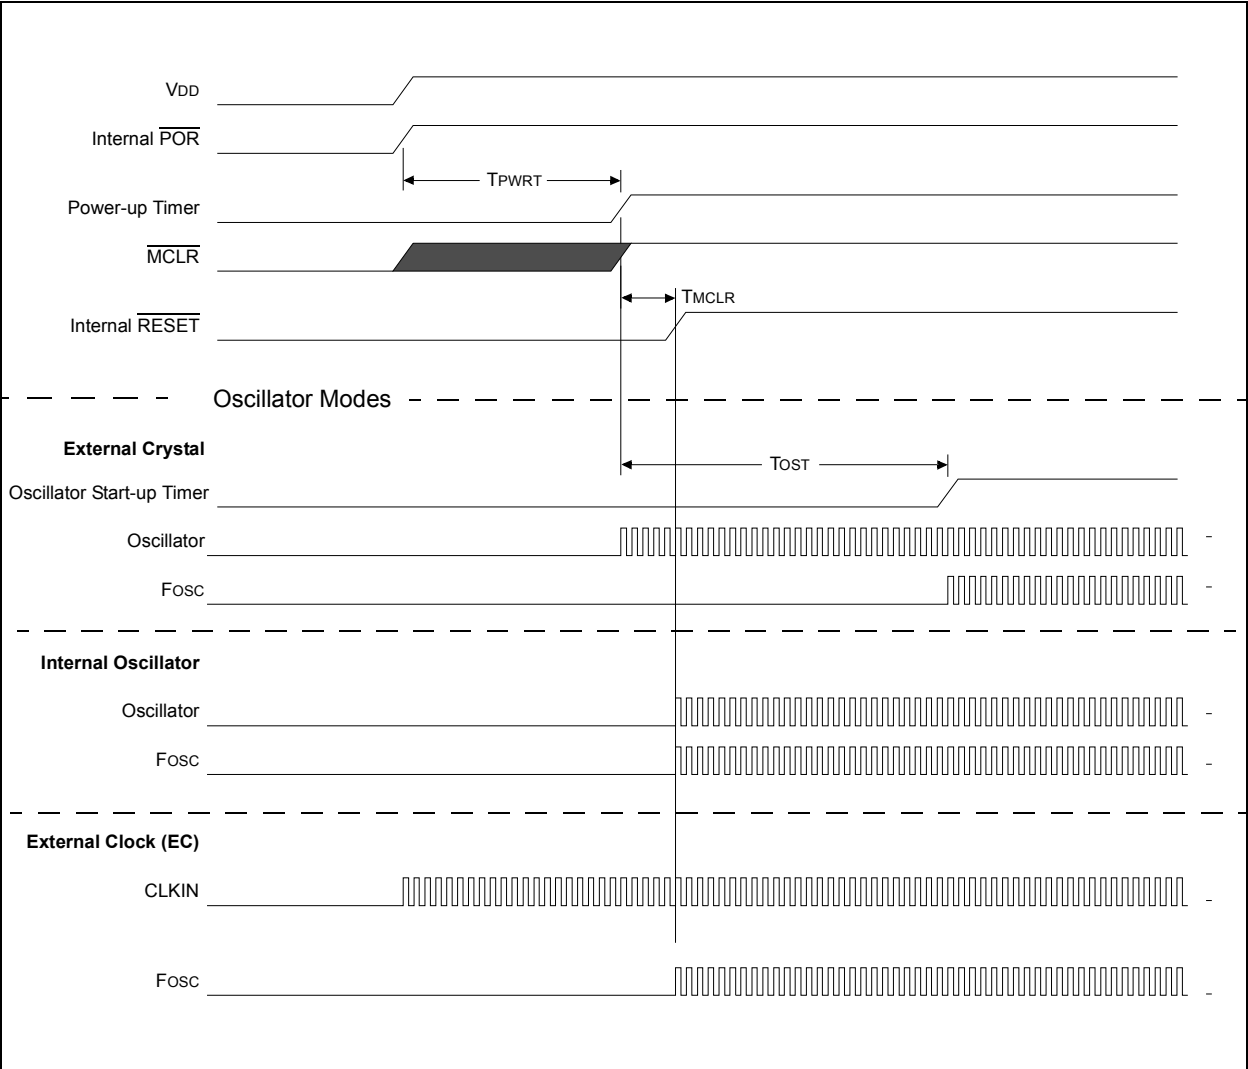 VDD
Internal POR
TPWRT
Power-up Timer
MCLR
TMCLR
Internal RESET
Oscillator Modes
External Crystal
TOST
Oscillator Start-up Timer
Oscillator
FOSC
Internal Oscillator
Oscillator
FOSC
External Clock (EC)
CLKIN
FOSC